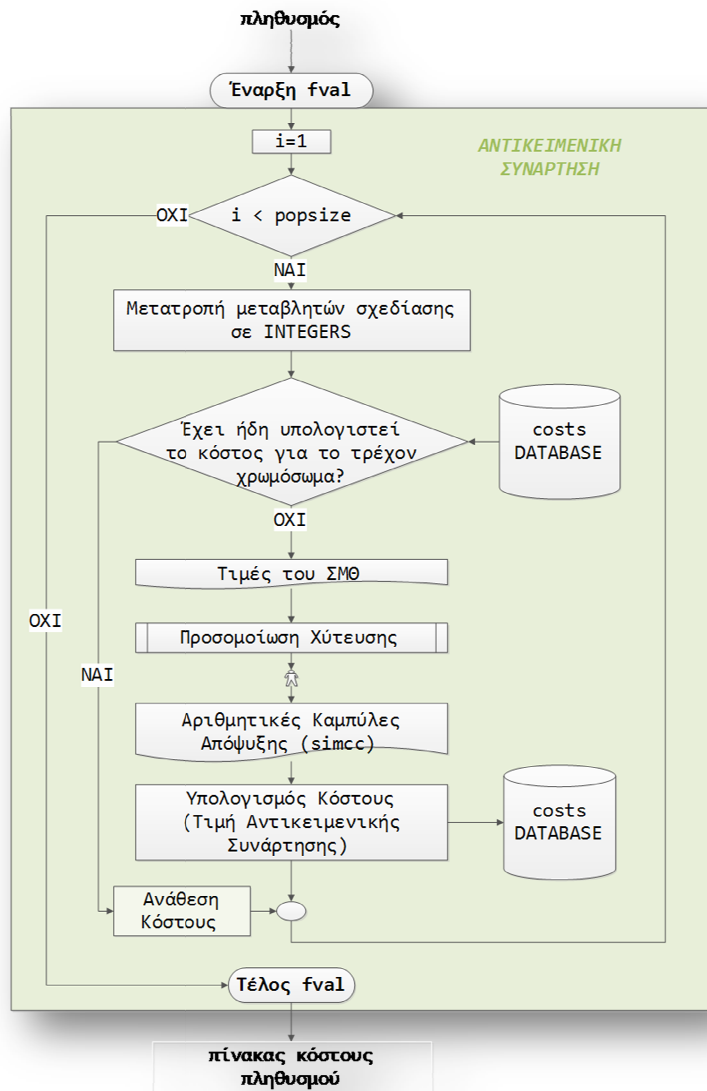 πληθυσμός
Έναρξη fval
i=1
ΑΝΤΙΚΕΙΜΕΝΙΚΗ
ΣΥΝΑΡΤΗΣΗ
ΟΧΙ
i < popsize
ΝΑΙ
Μετατροπή μεταβλητών σχεδίασης
σε INTEGERS
Έχει ήδη υπολογιστεί
το κόστος για το τρέχον
χρωμόσωμα?
costs
DATABASE
ΟΧΙ
Τιμές του ΣΜΘ
ΟΧΙ
Προσομοίωση Χύτευσης
ΝΑΙ
Αριθμητικές Καμπύλες
Απόψυξης (simcc)
Υπολογισμός Κόστους
(Τιμή Αντικειμενικής
Συνάρτησης)
costs
DATABASE
Ανάθεση
Κόστους
Τέλος fval
πίνακας κόστους
πληθυσμού